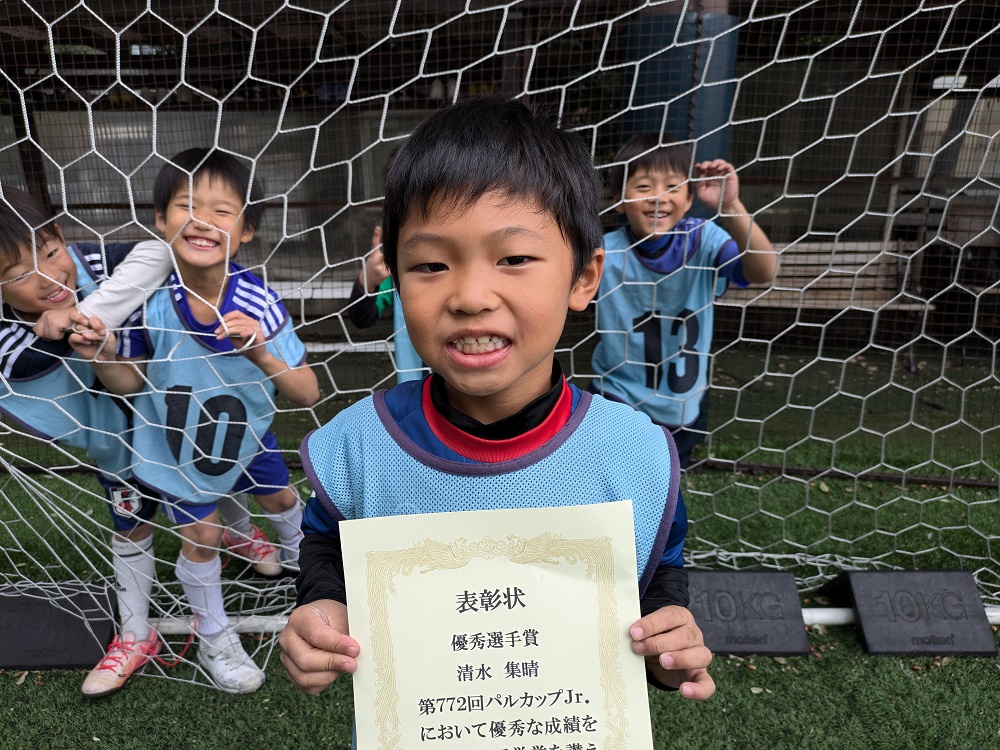 10
13
表彰状
優秀選手賞
清水 集晴
第772回パルカップJr.
において優秀な成績を
10KG
molten
10KG
molten